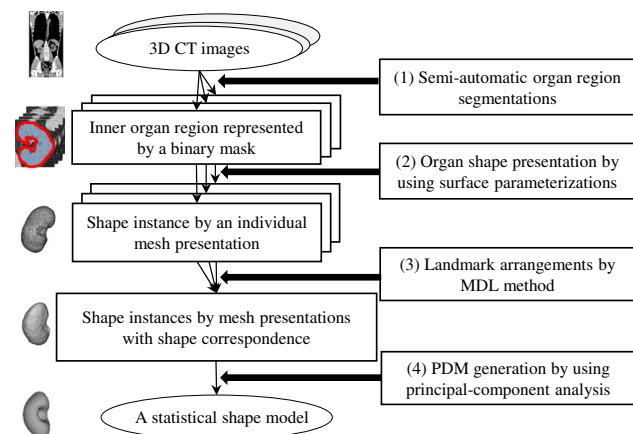 3D CT images
(1) Semi-automatic organ region
segmentations
Inner organ region represented
by a binary mask
(2) Organ shape presentation by
using surface parameterizations
Shape instance by an individual
mesh presentation
(3) Landmark arrangements by
MDL method
Shape instances by mesh presentations
with shape correspondence
(4) PDM generation by using
principal-component analysis
A statistical shape model